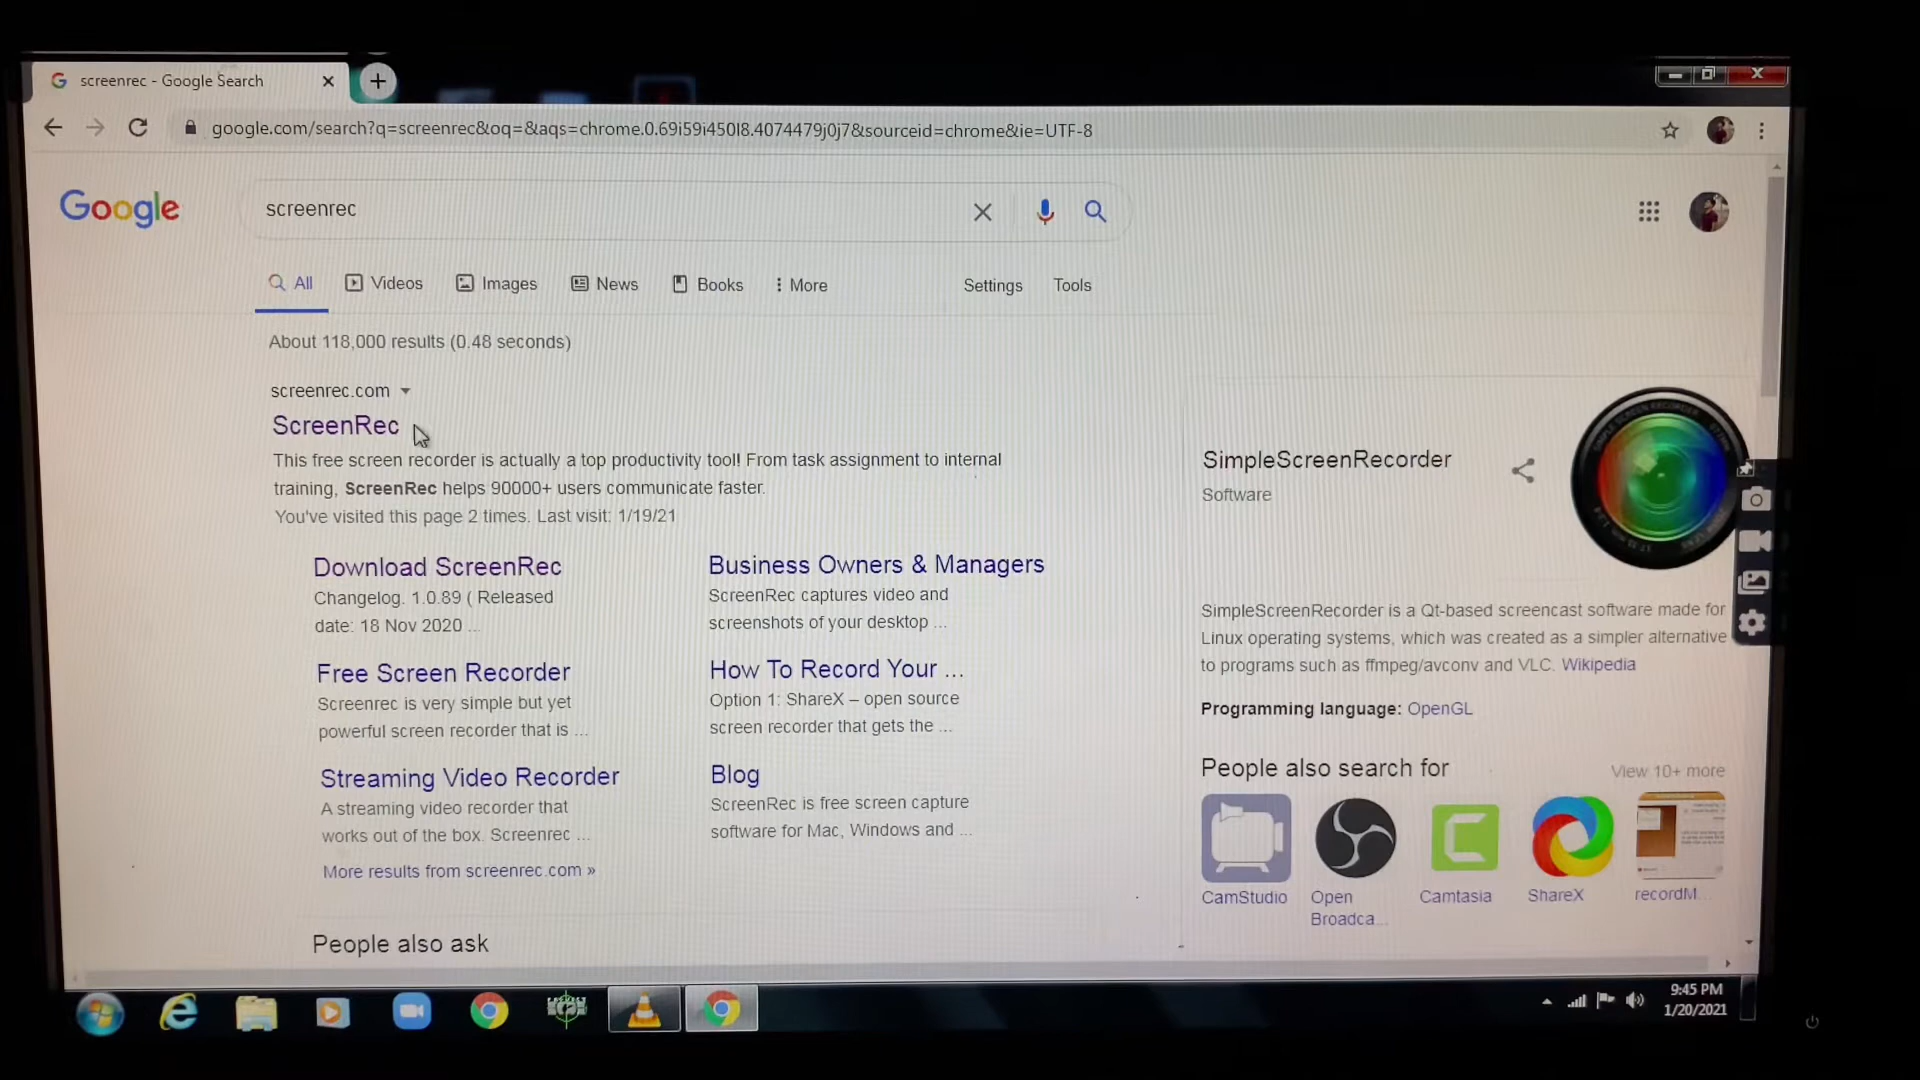 screenrec - Google Search
google.com/search?q=screenrec&oq=&aqs=chrome.0.69i59i450l8.4074479j0j7&sourceid=chrome&ie=UTF-8
Google
screenrec
All
Videos
Images
News
Books
More
Settings
Tools
About 118,000 results (0.48 seconds)
screenrec.com
ScreenRec
This free screen recorder is actually a top productivity tool! From task assignment to internal
training, ScreenRec helps 90000+ users communicate faster.
You've visited this page 2 times. Last visit: 1/19/21
Download ScreenRec
Changelog. 1.0.89 ( Released
date: 18 Nov 2020 ...
Business Owners & Managers
ScreenRec captures video and
screenshots of your desktop ...
Free Screen Recorder
Screenrec is very simple but yet
powerful screen recorder that is ...
How To Record Your ...
Option 1: ShareX – open source
screen recorder that gets the ...
Streaming Video Recorder
A streaming video recorder that
works out of the box. Screenrec ...
Blog
ScreenRec is free screen capture
software for Mac, Windows and ...
More results from screenrec.com »
People also ask
SimpleScreenRecorder
Software
SIMPLE SCREEN RECORDER
SimpleScreenRecorder is a Qt-based screencast software made for
Linux operating systems, which was created as a simpler alternative
to programs such as ffmpeg/avconv and VLC. Wikipedia
Programming language: OpenGL
People also search for
View 10+ more
CamStudio
Open
Broadca...
Camtasia
ShareX
recordM...
9:45 PM
1/20/2021